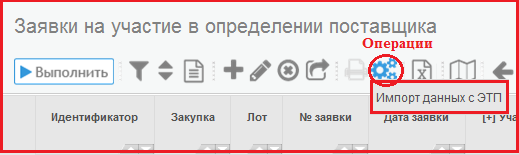 Заявки на участие в определении поставщика
Операции
Выполнить
Импорт данных с ЭТП
Идентификатор Закупка Лот № заявки Дата заявки [+] Уча